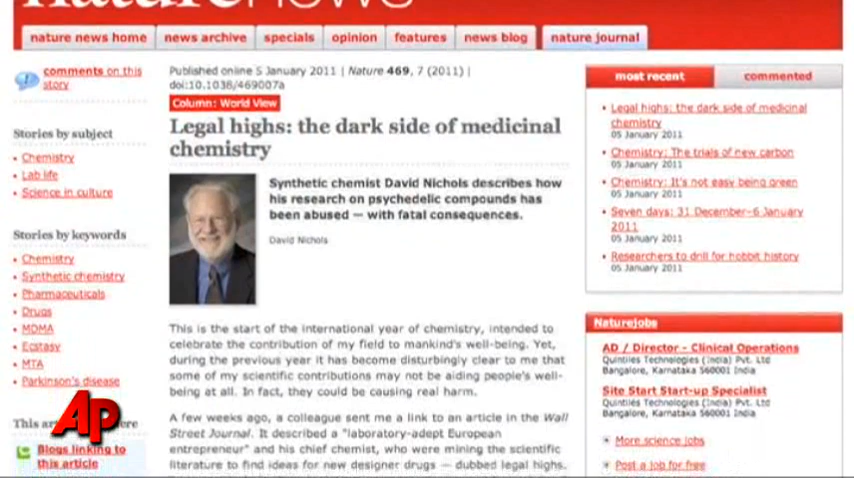 nature news
nature news home
news archive
specials
opinion
features
news blog
nature journal
comments on this
story
Stories by subject
Chemistry
Lab life
Science in culture
Stories by keywords
Chemistry
Synthetic chemistry
Pharmaceuticals
Drugs
MDMA
Ecstasy
MTA
Parkinson's disease
This
Blogs linking to
this article
AP
Published online 5 January 2011 | Nature 469, 7 (2011) |
doi:10.1038/469007a
Column: World View
Legal highs: the dark side of medicinal
chemistry
Synthetic chemist David Nichols describes how
his research on psychedelic compounds has
been abused — with fatal consequences.
David Nichols
This is the start of the international year of chemistry, intended to
celebrate the contribution of my field to mankind's well-being. Yet,
during the previous year it has become disturbingly clear to me that
some of my scientific contributions may not be aiding people's well-
being at all. In fact, they could be causing real harm.
A few weeks ago, a colleague sent me a link to an article in the Wall
Street Journal. It described a "laboratory-adept European
entrepreneur" and his chief chemist, who were mining the scientific
literature to find ideas for new designer drugs — dubbed legal highs.
most recent
commented
Legal highs: the dark side of medicinal
chemistry
05 January 2011
Chemistry: The trials of new carbon
05 January 2011
Chemistry: It's not easy being green
05 January 2011
Seven days: 31 December–6 January
2011
05 January 2011
Researchers to drill for hobbit history
05 January 2011
Naturejobs
AD / Director - Clinical Operations
Quintiles Technologies (India) Pvt. Ltd
Bangalore, Karnataka 560001 India
Site Start Start-up Specialist
Quintiles Technologies (India) Pvt. Ltd
Bangalore, Karnataka 560001 India
More science jobs
Post a job for free